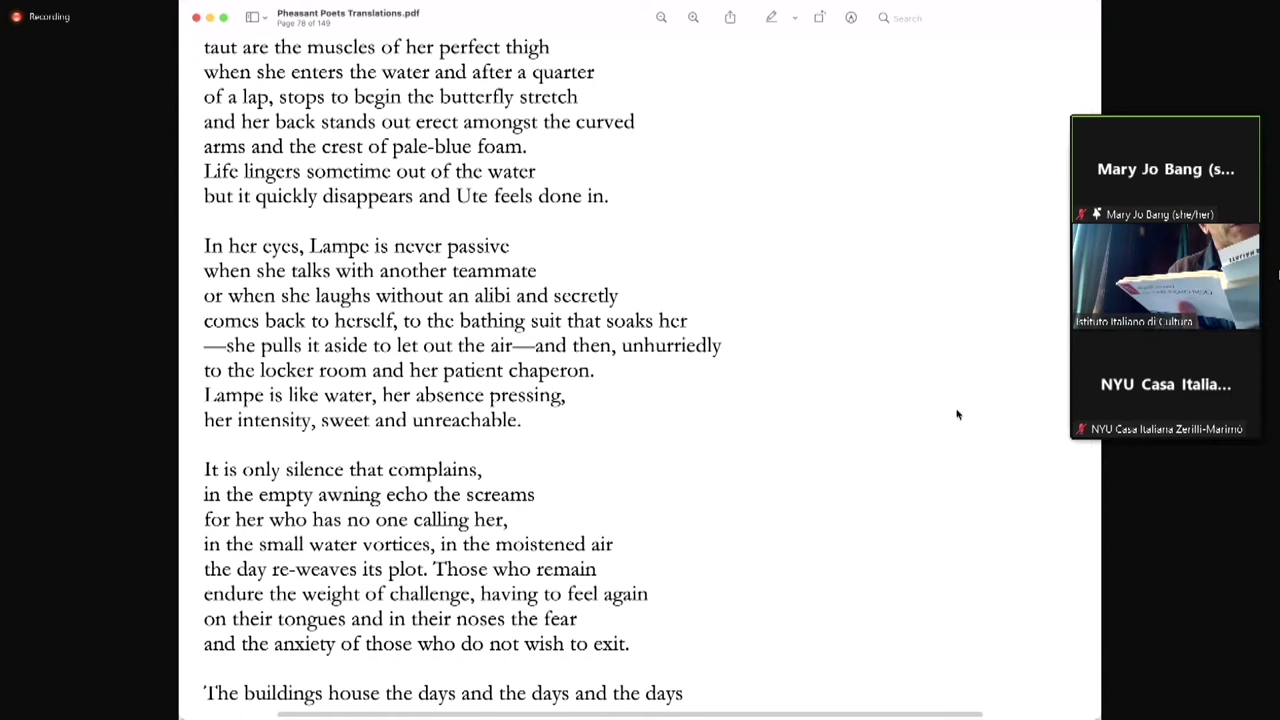 Recording
Pheasant Poets Translations.pdf
Page 78 of 149
Search
taut are the muscles of her perfect thigh
when she enters the water and after a quarter
of a lap, stops to begin the butterfly stretch
and her back stands out erect amongst the curved
arms and the crest of pale-blue foam.
Life lingers sometime out of the water
but it quickly disappears and Ute feels done in.
In her eyes, Lampe is never passive
when she talks with another teammate
or when she laughs without an alibi and secretly
comes back to herself, to the bathing suit that soaks her
—she pulls it aside to let out the air—and then, unhurriedly
to the locker room and her patient chaperon.
Lampe is like water, her absence pressing,
her intensity, sweet and unreachable.
It is only silence that complains,
in the empty awning echo the screams
for her who has no one calling her,
in the small water vortices, in the moistened air
the day re-weaves its plot. Those who remain
endure the weight of challenge, having to feel again
on their tongues and in their noses the fear
and the anxiety of those who do not wish to exit.
The buildings house the days and the days and the days
Mary Jo Bang (s...
Mary Jo Bang (she/her)
Istituto Italiano di Cultura
NYU Casa Italia...
NYU Casa Italiana Zerilli-Marimò